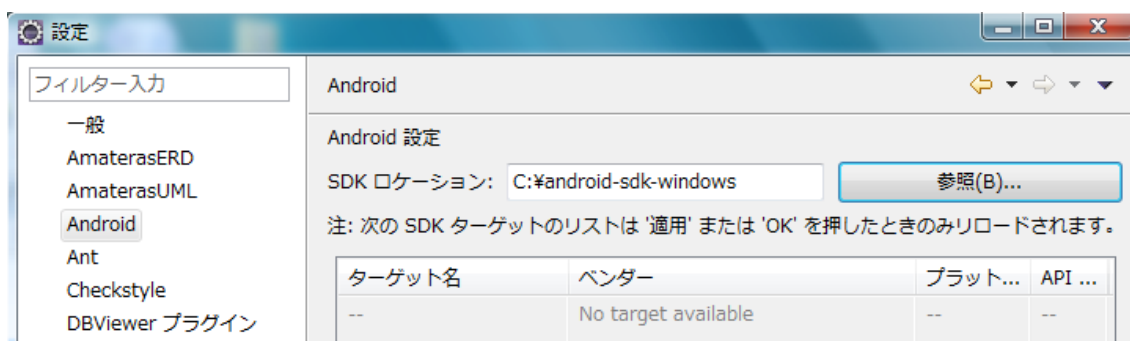 設定
フィルター入力
一般
AmaterasERD
AmaterasUML
Android
Ant
Checkstyle
DBViewer プラグイン
Android
Android 設定
SDK ロケーション: C:¥android-sdk-windows 参照(B)...
注: 次の SDK ターゲットのリストは '適用' または 'OK' を押したときのみリロードされます。
ターゲット名 ベンダー プラット... API ...
-- No target available -- --